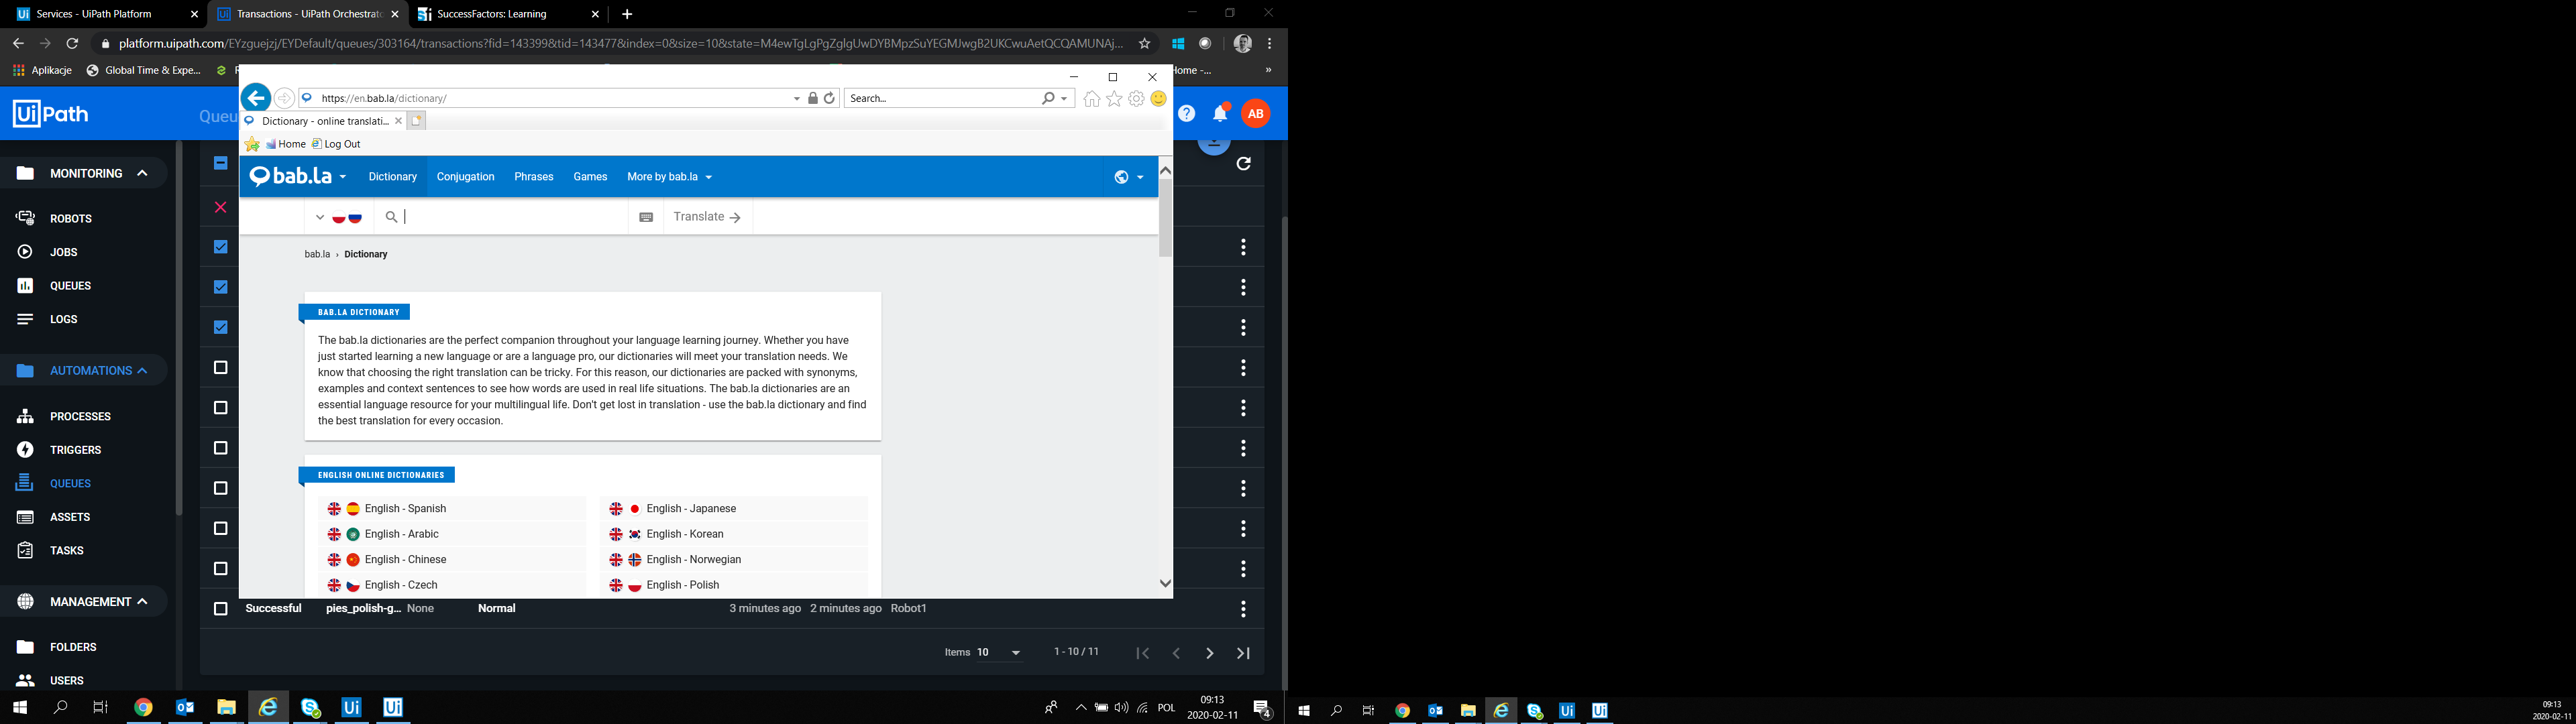 Services - UiPath Platform
Transactions - UiPath Orchestrato
SuccessFactors: Learning
platform.uipath.com/EYzguejzj/EYDefault/queues/303164/transactions?fid=143399&tid=143477&index=0&size=10&state=M4ewTgLgPgZglgUwDYBMpzSuYEGMJwgB2UKCwuAetQCQAMUNAj...
Aplikacje
Global Time & Expe...
Home -...
»
UiPath
Queu
AB
https://en.bab.la/dictionary/
Search...
Dictionary - online translati...
Home
Log Out
bab.la
Dictionary
Conjugation
Phrases
Games
More by bab.la
Translate
bab.la › Dictionary
BAB.LA DICTIONARY
The bab.la dictionaries are the perfect companion throughout your language learning journey. Whether you have
just started learning a new language or are a language pro, our dictionaries will meet your translation needs. We
know that choosing the right translation can be tricky. For this reason, our dictionaries are packed with synonyms,
examples and context sentences to see how words are used in real life situations. The bab.la dictionaries are an
essential language resource for your multilingual life. Don't get lost in translation - use the bab.la dictionary and find
the best translation for every occasion.
ENGLISH ONLINE DICTIONARIES
English - Spanish
English - Japanese
English - Arabic
English - Korean
English - Chinese
English - Norwegian
English - Czech
English - Polish
MONITORING
ROBOTS
JOBS
QUEUES
LOGS
AUTOMATIONS
PROCESSES
TRIGGERS
QUEUES
ASSETS
TASKS
MANAGEMENT
FOLDERS
USERS
Successful pies_polish-g... None Normal 3 minutes ago 2 minutes ago Robot1
Items 10
1 - 10 / 11
POL
09:13
2020-02-11
4
09:13
2020-02-11